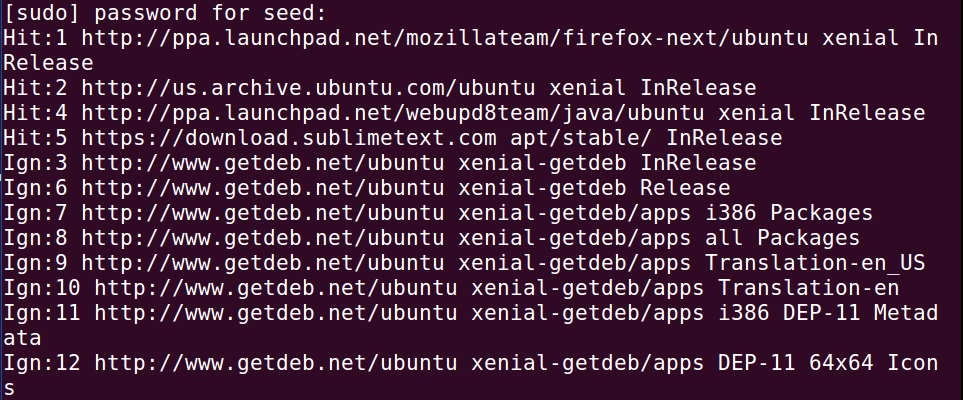 [sudo] password for seed:
Hit:1 http://ppa.launchpad.net/mozillateam/firefox-next/ubuntu xenial In
Release
Hit:2 http://us.archive.ubuntu.com/ubuntu xenial InRelease
Hit:4 http://ppa.launchpad.net/webupd8team/java/ubuntu xenial InRelease
Hit:5 https://download.sublimetext.com apt/stable/ InRelease
Ign:3 http://www.getdeb.net/ubuntu xenial-getdeb InRelease
Ign:6 http://www.getdeb.net/ubuntu xenial-getdeb Release
Ign:7 http://www.getdeb.net/ubuntu xenial-getdeb/apps i386 Packages
Ign:8 http://www.getdeb.net/ubuntu xenial-getdeb/apps all Packages
Ign:9 http://www.getdeb.net/ubuntu xenial-getdeb/apps Translation-en_US
Ign:10 http://www.getdeb.net/ubuntu xenial-getdeb/apps Translation-en
Ign:11 http://www.getdeb.net/ubuntu xenial-getdeb/apps i386 DEP-11 Metad
ata
Ign:12 http://www.getdeb.net/ubuntu xenial-getdeb/apps DEP-11 64x64 Icon
s